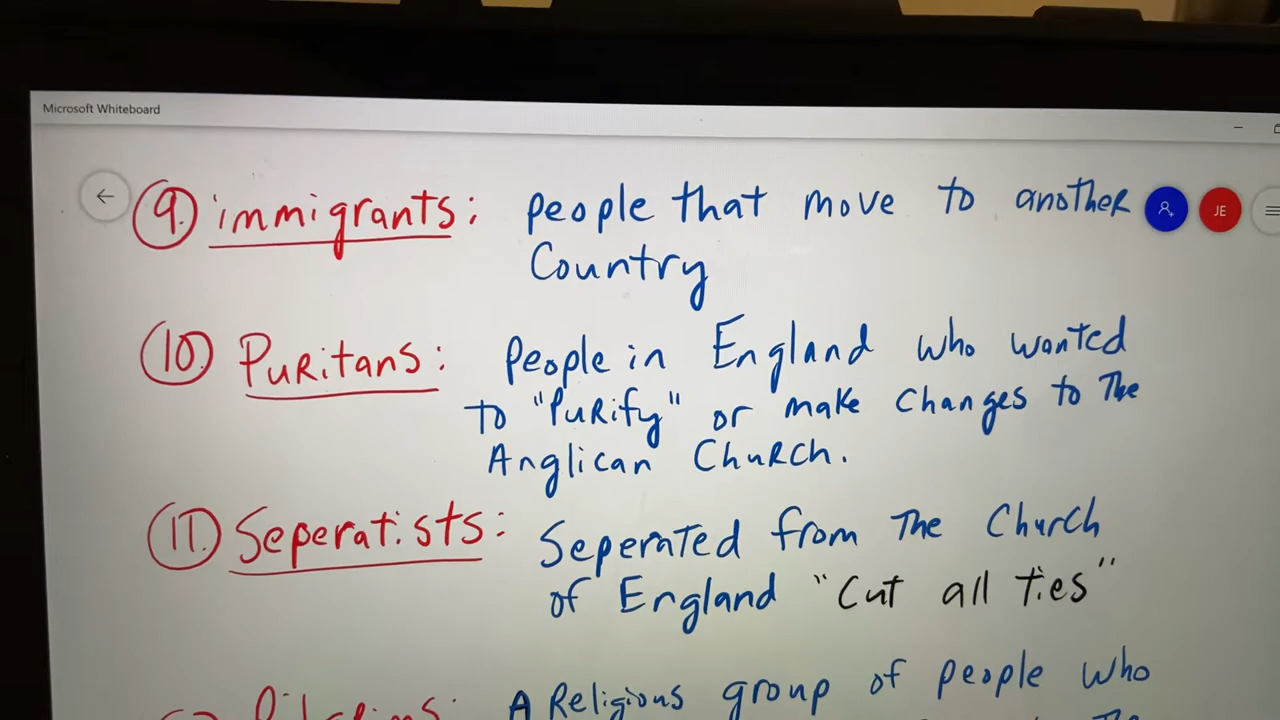 Microsoft Whiteboard
9. immigrants: people that move to another
Country
JE
10. Puritans: People in England who wanted
to "Purify" or make changes to The
Anglican Church.
11. Seperatists: Seperated from The Church
of England "Cut all ties"
Pilgrims: A Religious group of people who